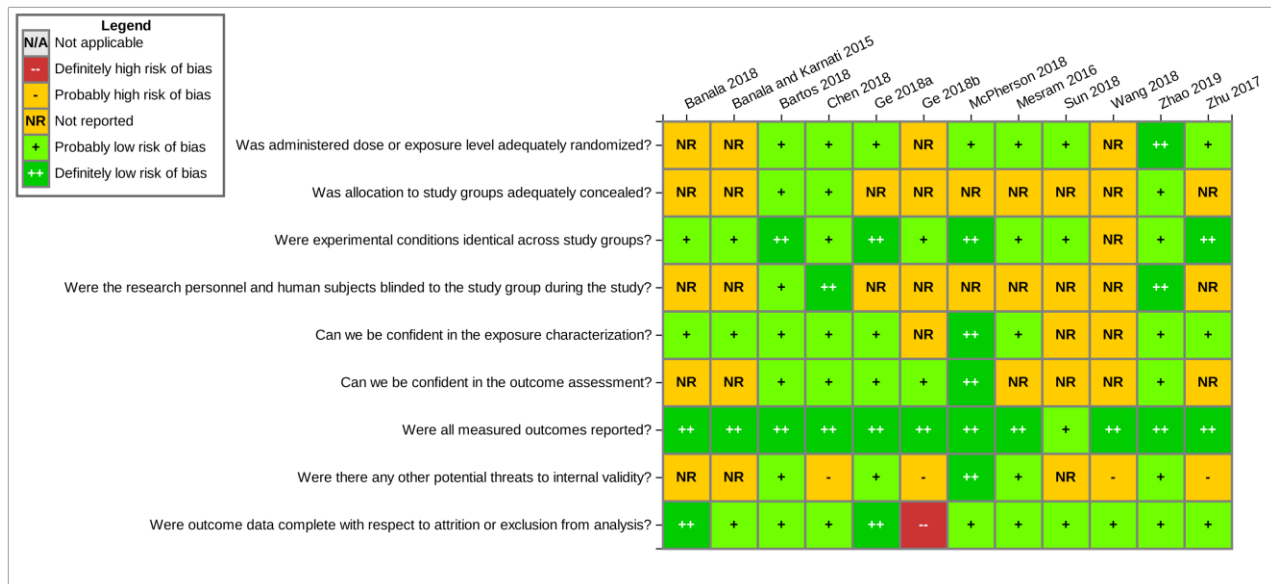 Legend
N/A Not applicable
-- Definitely high risk of bias
- Probably high risk of bias
NR Not reported
+ Probably low risk of bias
++ Definitely low risk of bias
Banala 2018
Banala and Karnati 2015
Bartos 2018
Chen 2018
Ge 2018a
Ge 2018b
McPherson 2018
Mesram 2016
Sun 2018
Wang 2018
Zhao 2019
Zhu 2017
Was administered dose or exposure level adequately randomized? NR NR + + + NR + + + NR ++ +
Was allocation to study groups adequately concealed? NR NR + + NR NR NR NR NR NR + NR
Were experimental conditions identical across study groups? + + ++ + ++ + ++ + + NR + ++
Were the research personnel and human subjects blinded to the study group during the study? NR NR + ++ NR NR NR NR NR NR ++ NR
Can we be confident in the exposure characterization? + + + + + NR ++ + NR NR + +
Can we be confident in the outcome assessment? NR NR + + + + ++ NR NR NR + NR
Were all measured outcomes reported? ++ ++ ++ ++ ++ ++ ++ ++ + ++ ++ ++
Were there any other potential threats to internal validity? NR NR + - + - ++ + NR - + -
Were outcome data complete with respect to attrition or exclusion from analysis? ++ + + + ++ -- + + + + + +